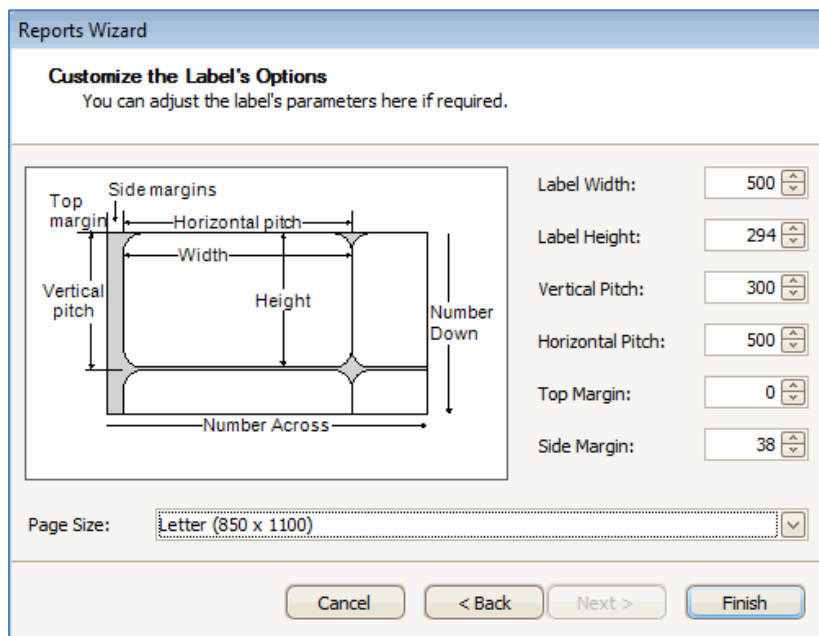 Reports Wizard
Customize the Label's Options
You can adjust the label's parameters here if required.
Side margins
Top
margin
Horizontal pitch
Width
Vertical
pitch
Height
Number
Down
Number Across
Label Width: 500
Label Height: 294
Vertical Pitch: 300
Horizontal Pitch: 500
Top Margin: 0
Side Margin: 38
Page Size: Letter (850 x 1100)
Cancel < Back Next > Finish